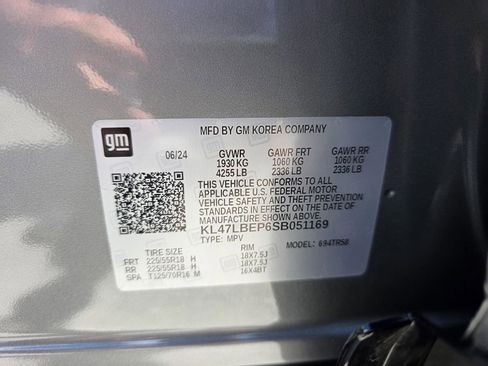 gm
MFD BY GM KOREA COMPANY
06/24 GVWR GAWR FRT GAWR RR
1930 KG 1060 KG 1060 KG
4255 LB 2336 LB 2336 LB
THIS VEHICLE CONFORMS TO ALL
APPLICABLE U.S. FEDERAL MOTOR
VEHICLE SAFETY AND THEFT PREVENTION
STANDARDS IN EFFECT ON THE DATE OF
MANUFACTURE SHOWN ABOVE.
KL47LBEP6SB051169
TYPE: MPV MODEL: 694TR58
TIRE SIZE RIM
FRT 225/55R18 H 18X7.5J
RR 225/55R18 H 18X7.5J
SPA T125/70R16 M 16X4BT